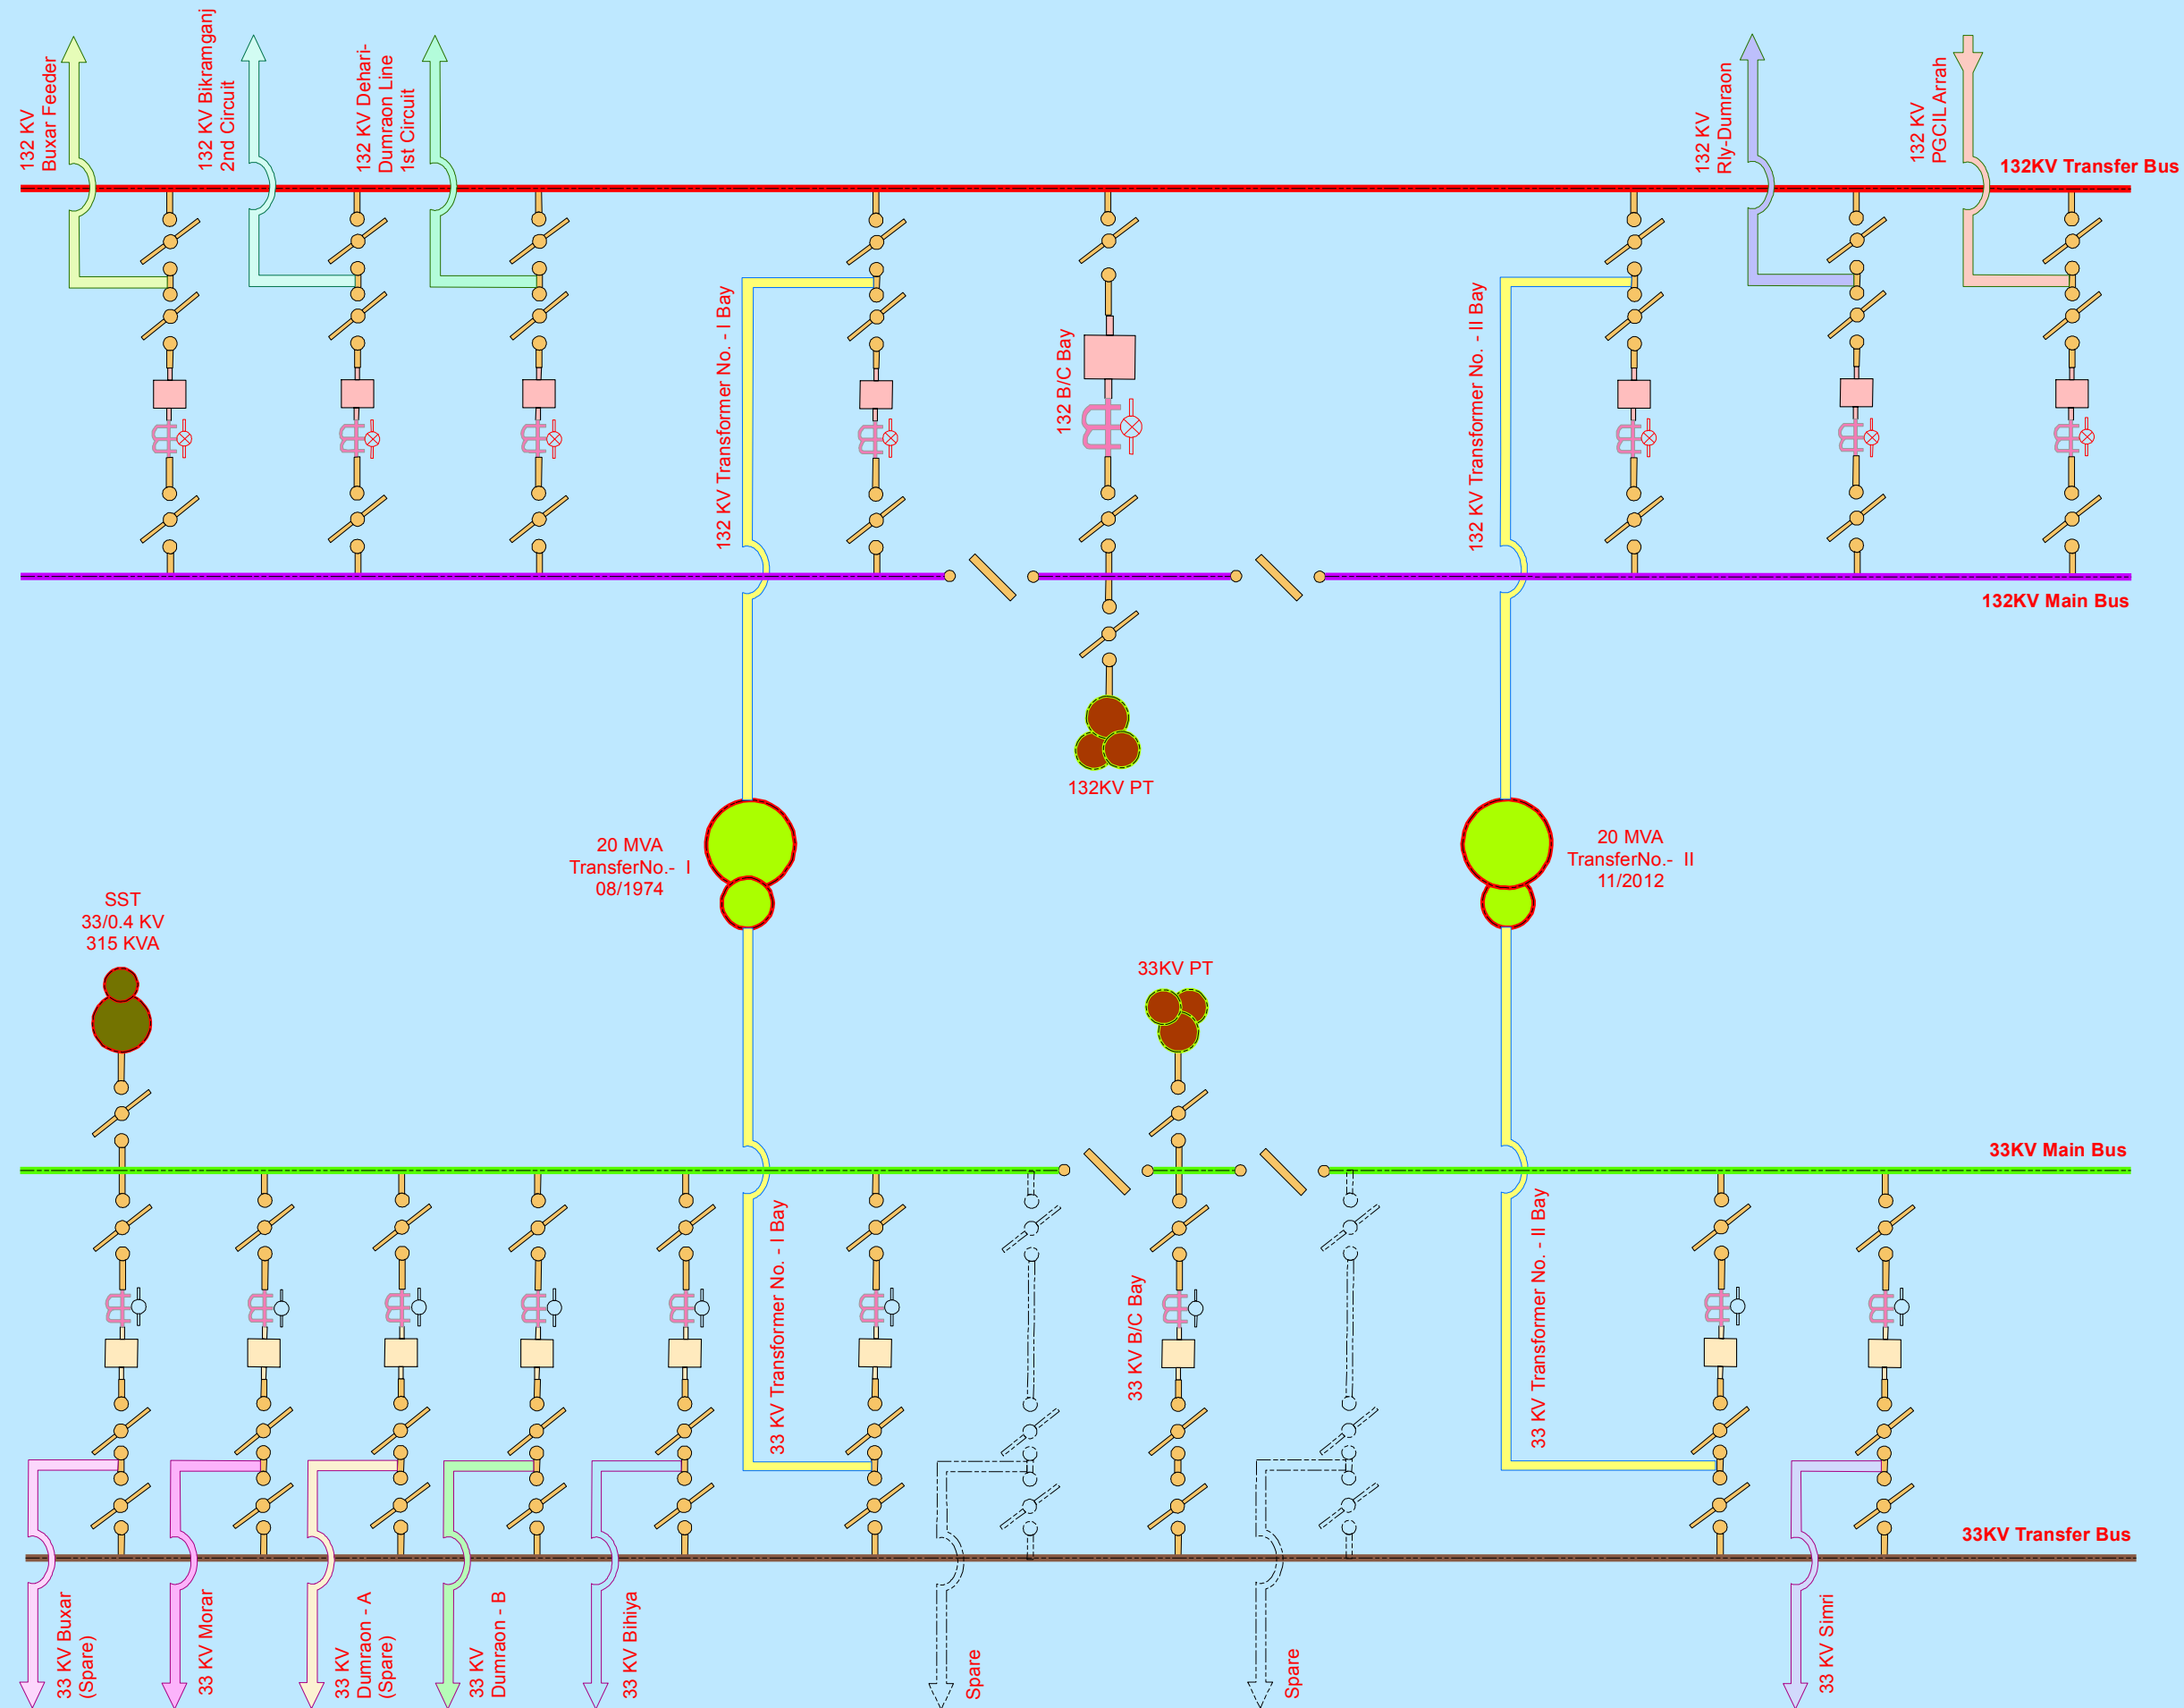 132 KV
Buxar Feeder
132 KV Bikramganj
2nd Circuit
132 KV Dehari-
Dumraon Line
1st Circuit
132 KV
Rly-Dumraon
132 KV
PGCIL Arrah
132KV Transfer Bus
132 KV Transformer No. - I Bay
132 B/C Bay
132 KV Transformer No. - II Bay
132KV Main Bus
132KV PT
20 MVA
TransferNo.- I
08/1974
20 MVA
TransferNo.- II
11/2012
SST
33/0.4 KV
315 KVA
33KV PT
33KV Main Bus
33 KV Transformer No. - I Bay
33 KV B/C Bay
33 KV Transformer No. - II Bay
33KV Transfer Bus
33 KV Buxar
(Spare)
33 KV Morar
33 KV
Dumraon - A
(Spare)
33 KV
Dumraon - B
33 KV Bihiya
Spare
Spare
33 KV Simri